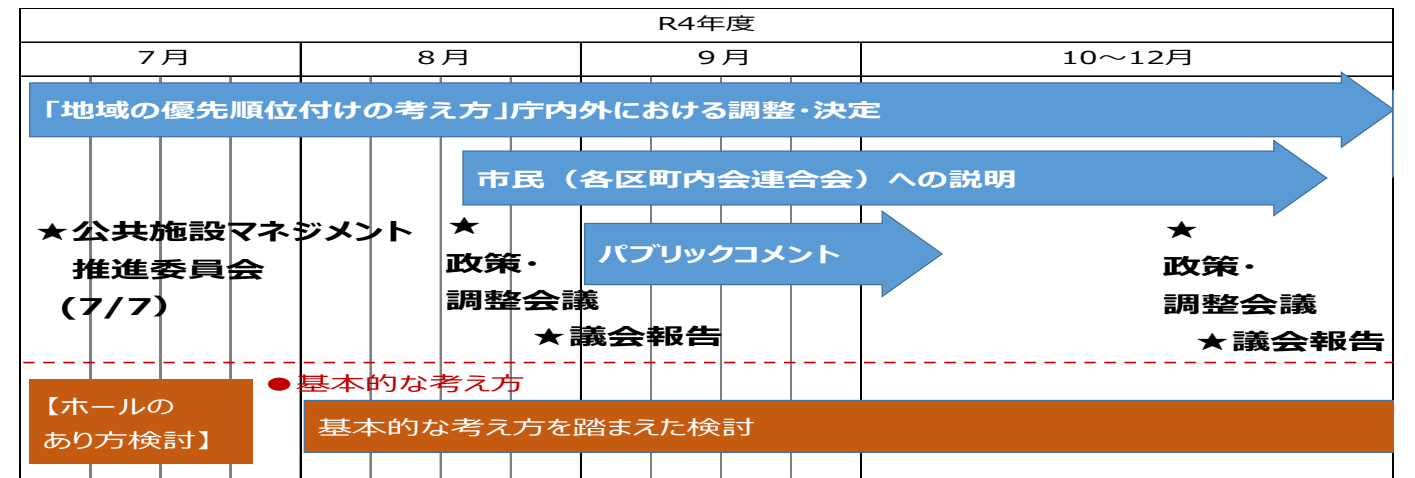 R4年度
7月
8月
9月
10～12月
「地域の優先順位付けの考え方」庁内外における調整・決定
市民（各区町内会連合会）への説明
★公共施設マネジメント
推進委員会
(7/7)
★
政策・
調整会議
★議会報告
パブリックコメント
★
政策・
調整会議
★議会報告
●基本的な考え方
【ホールの
あり方検討】
基本的な考え方を踏まえた検討